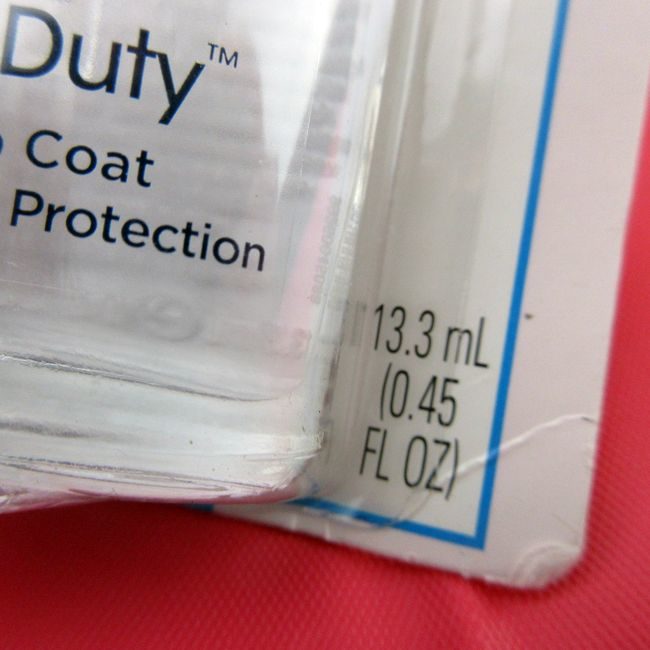 Duty™
Coat
Protection
13.3 mL
(0.45
FL OZ)